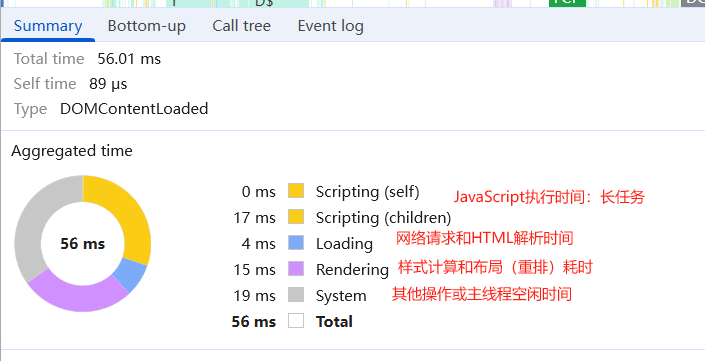 Summary Bottom-up Call tree Event log
Total time 56.01 ms
Self time 89 μs
Type DOMContentLoaded
Aggregated time
56 ms
0 ms Scripting (self) JavaScript执行时间：长任务
17 ms Scripting (children)
4 ms Loading 网络请求和HTML解析时间
15 ms Rendering 样式计算和布局（重排）耗时
19 ms System 其他操作或主线程空闲时间
56 ms Total